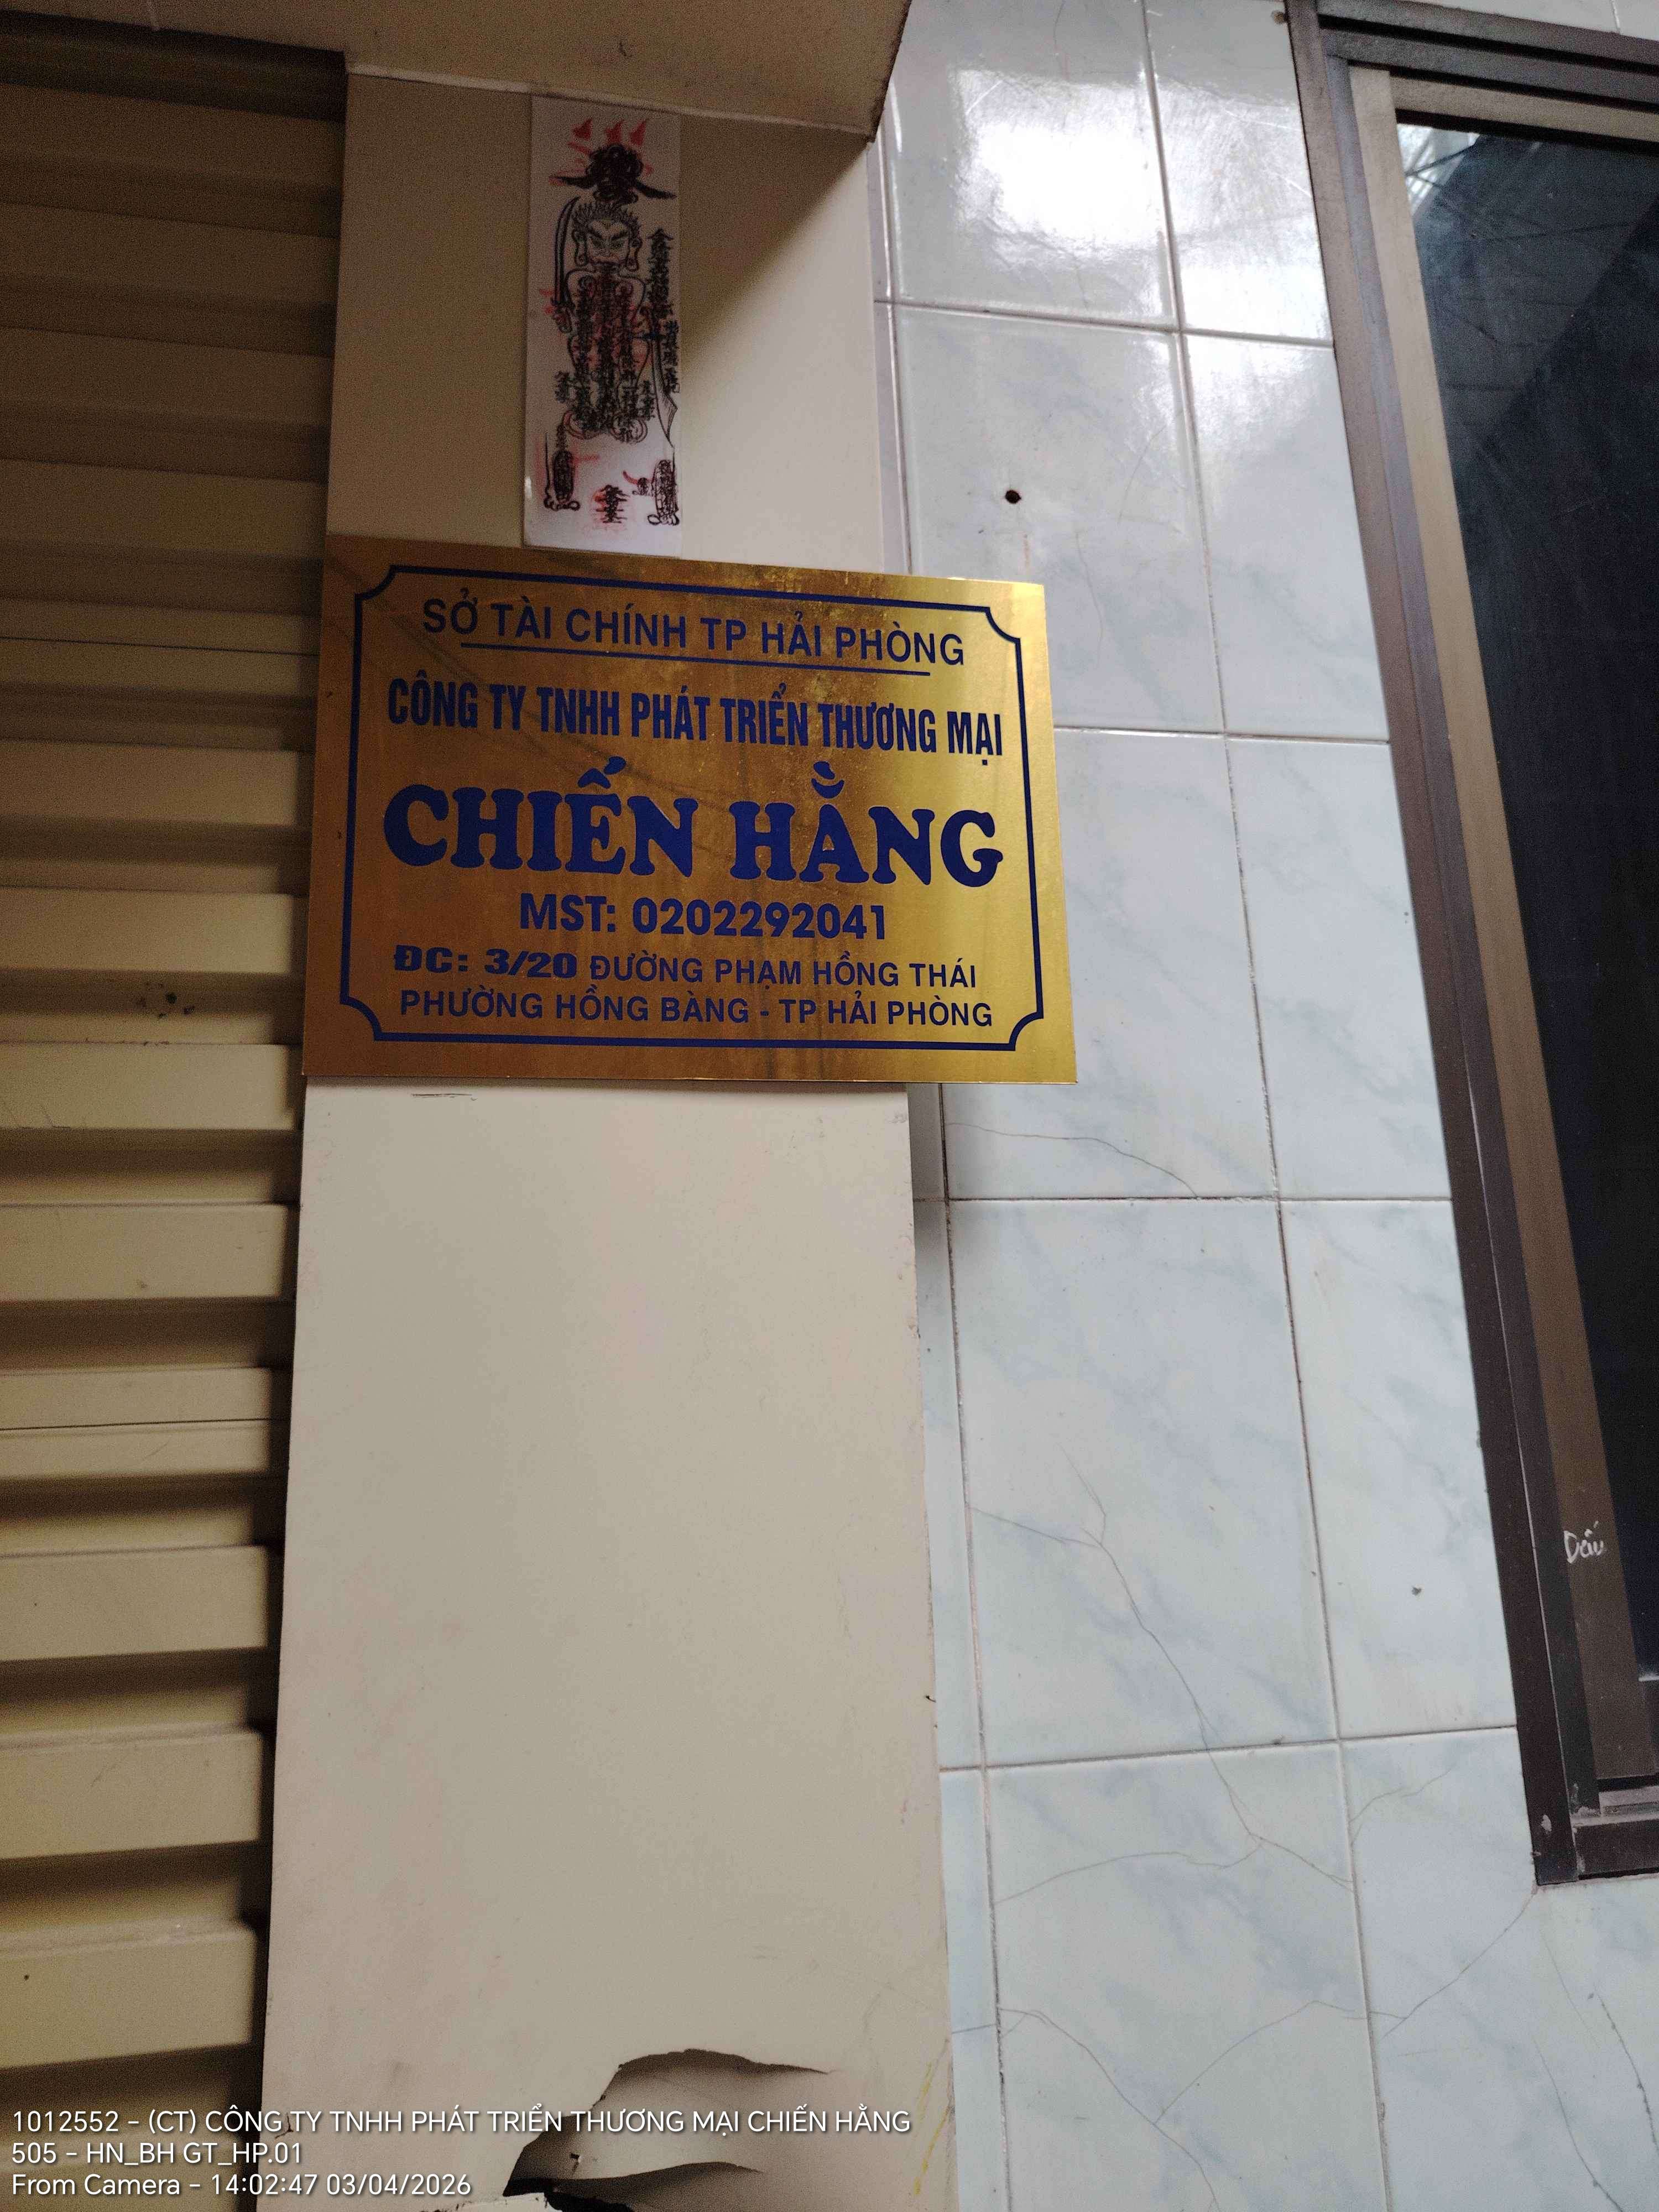 SỞ TÀI CHÍNH TP HẢI PHÒNG
CÔNG TY TNHH PHÁT TRIỂN THƯƠNG MẠI
CHIẾN HẰNG
MST: 0202292041
ĐC: 3/20 ĐƯỜNG PHẠM HỒNG THÁI
PHƯỜNG HỒNG BÀNG - TP HẢI PHÒNG
Dấu
1012552 - (CT) CÔNG TY TNHH PHÁT TRIỂN THƯƠNG MẠI CHIẾN HẰNG
505 - HN_BH GT_HP.01
From Camera - 14:02:47 03/04/2026